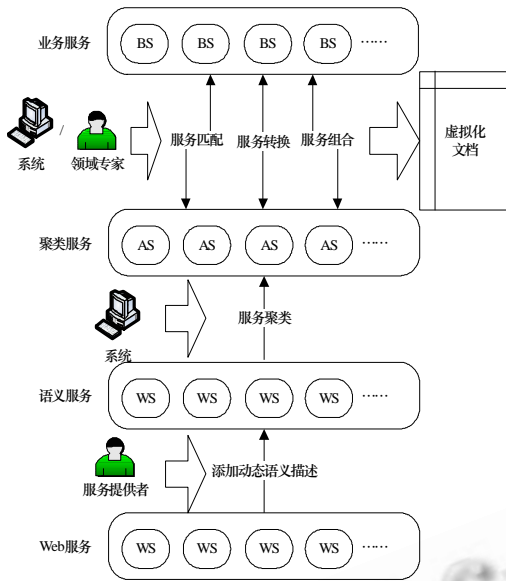 业务服务 BS BS BS BS ……
系统 / 领域专家
服务匹配 服务转换 服务组合
虚拟化
文档
聚类服务 AS AS AS AS ……
系统
服务聚类
语义服务 WS WS WS WS ……
服务提供者
添加动态语义描述
Web服务 WS WS WS WS ……